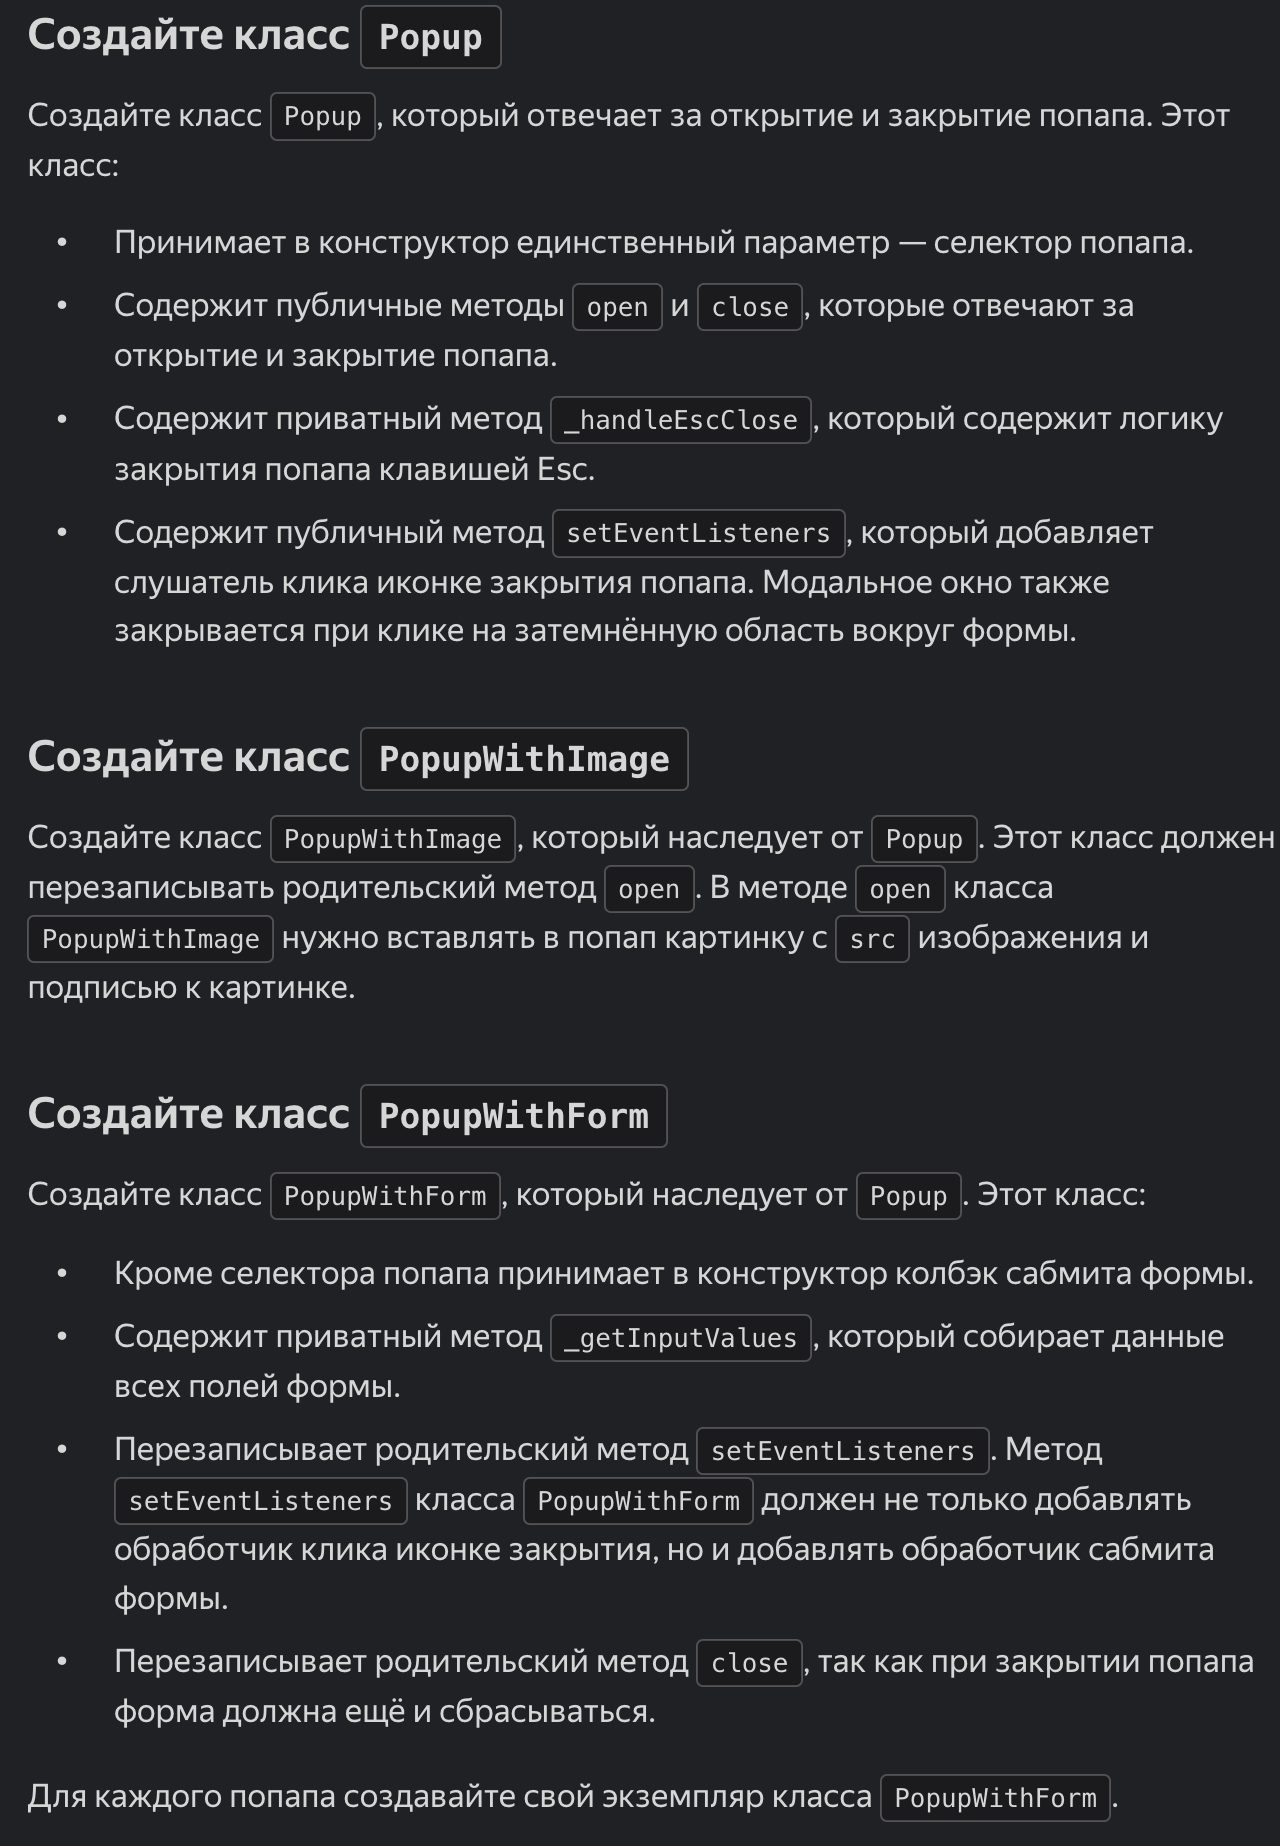 Создайте класс Popup
Создайте класс Popup, который отвечает за открытие и закрытие попапа. Этот
класс:
• Принимает в конструктор единственный параметр — селектор попапа.
• Содержит публичные методы open и close, которые отвечают за
открытие и закрытие попапа.
• Содержит приватный метод _handleEscClose, который содержит логику
закрытия попапа клавишей Esc.
• Содержит публичный метод setEventListeners, который добавляет
слушатель клика иконке закрытия попапа. Модальное окно также
закрывается при клике на затемнённую область вокруг формы.
Создайте класс PopupWithImage
Создайте класс PopupWithImage, который наследует от Popup. Этот класс должен
перезаписывать родительский метод open. В методе open класса
PopupWithImage нужно вставлять в попап картинку с src изображения и
подписью к картинке.
Создайте класс PopupWithForm
Создайте класс PopupWithForm, который наследует от Popup. Этот класс:
• Кроме селектора попапа принимает в конструктор колбэк сабмита формы.
• Содержит приватный метод _getInputValues, который собирает данные
всех полей формы.
• Перезаписывает родительский метод setEventListeners. Метод
setEventListeners класса PopupWithForm должен не только добавлять
обработчик клика иконке закрытия, но и добавлять обработчик сабмита
формы.
• Перезаписывает родительский метод close, так как при закрытии попапа
форма должна ещё и сбрасываться.
Для каждого попапа создавайте свой экземпляр класса PopupWithForm.